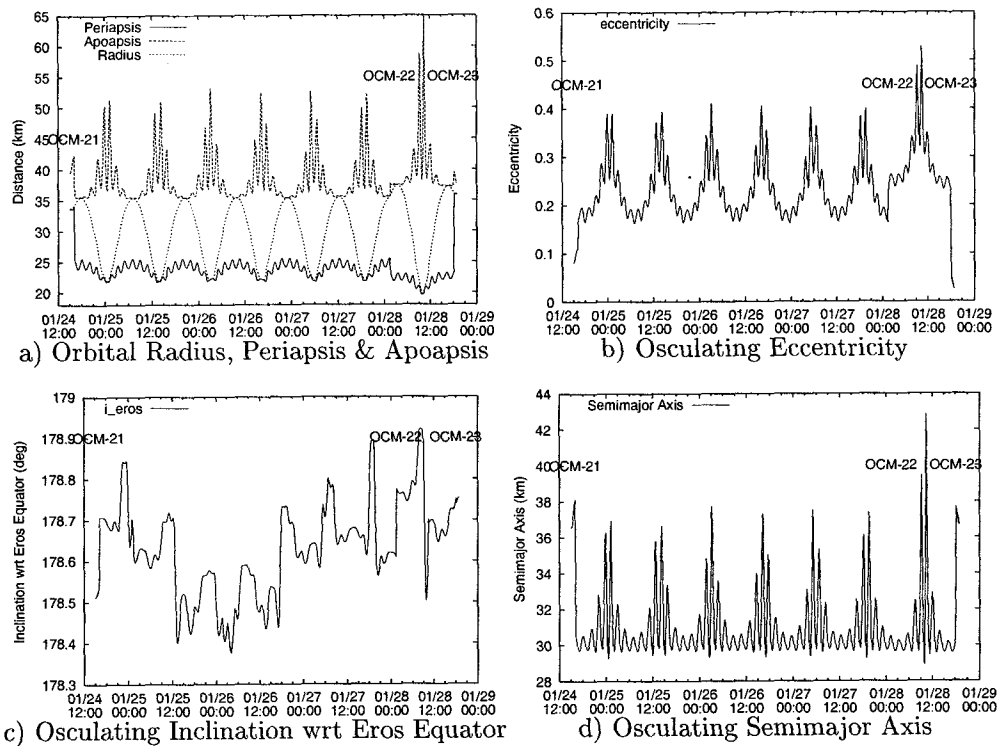 65
60
55
50
45
40
35
30
25
20
Distance (km)
Periapsis
Apoapsis
Radius
OCM-21
OCM-22
OCM-23
01/24 01/25 01/25 01/26 01/26 01/27 01/27 01/28 01/28 01/29
12:00 00:00 12:00 00:00 12:00 00:00 12:00 00:00 12:00 00:00
a) Orbital Radius, Periapsis & Apoapsis
0.6
0.5
0.4
0.3
0.2
0.1
0
Eccentricity
eccentricity
OCM-21
OCM-22
OCM-23
01/24 01/25 01/25 01/26 01/26 01/27 01/27 01/28 01/28 01/29
12:00 00:00 12:00 00:00 12:00 00:00 12:00 00:00 12:00 00:00
b) Osculating Eccentricity
179
178.9
178.8
178.7
178.6
178.5
178.4
178.3
Inclination wrt Eros Equator (deg)
i_eros
OCM-21
OCM-22
OCM-23
01/24 01/25 01/25 01/26 01/26 01/27 01/27 01/28 01/28 01/29
12:00 00:00 12:00 00:00 12:00 00:00 12:00 00:00 12:00 00:00
c) Osculating Inclination wrt Eros Equator
44
42
40
38
36
34
32
30
28
Semimajor Axis (km)
Semimajor Axis
OCM-21
OCM-22
OCM-23
01/24 01/25 01/25 01/26 01/26 01/27 01/27 01/28 01/28 01/29
12:00 00:00 12:00 00:00 12:00 00:00 12:00 00:00 12:00 00:00
d) Osculating Semimajor Axis